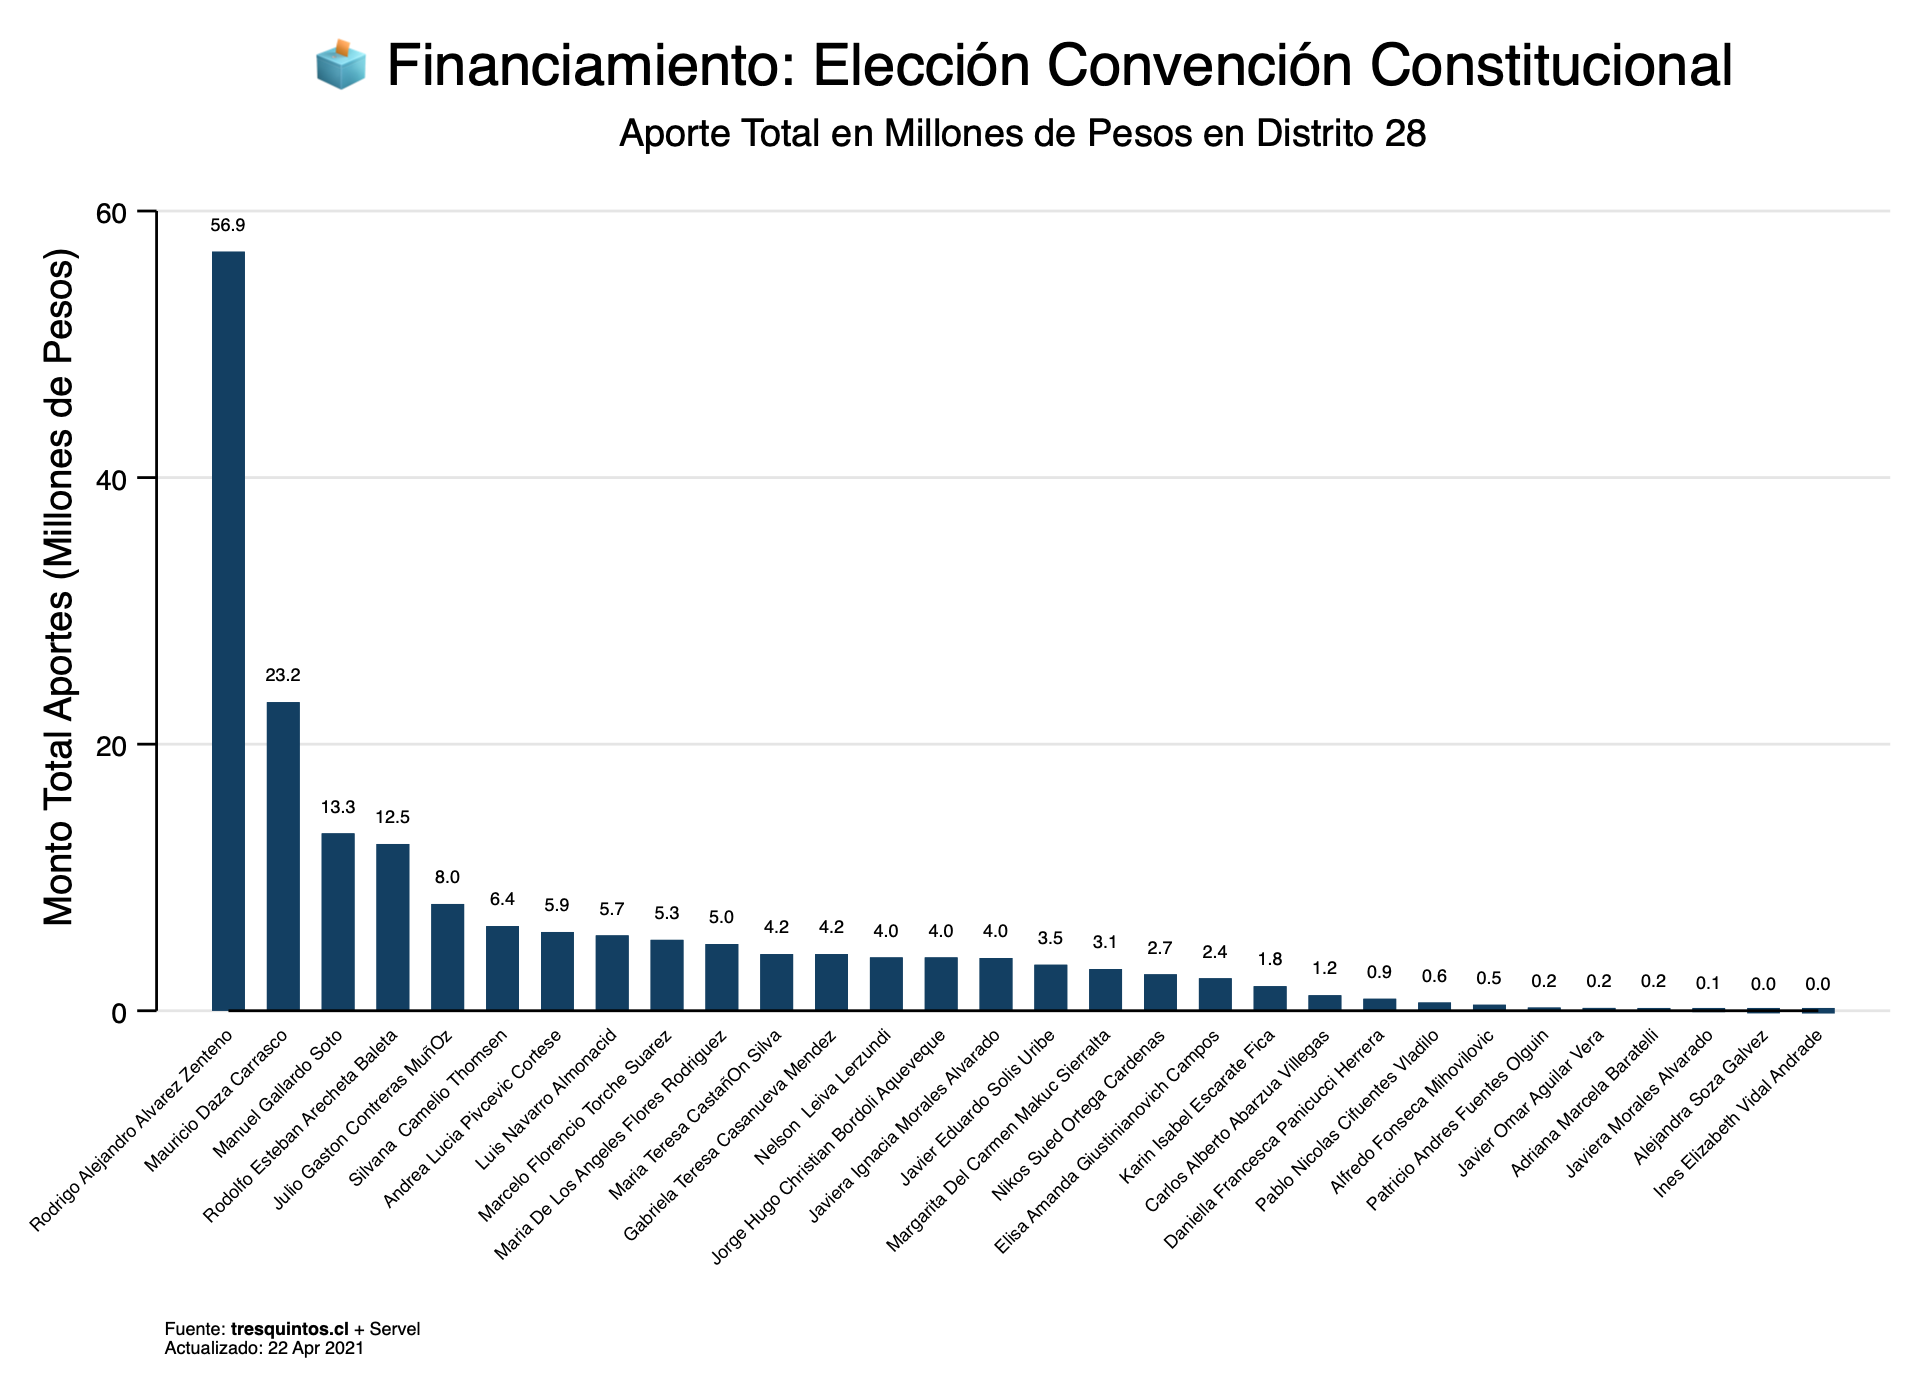 Financiamiento: Elección Convención Constitucional
Aporte Total en Millones de Pesos en Distrito 28
Monto Total Aportes (Millones de Pesos)
60
40
20
0
56.9
23.2
13.3
12.5
8.0
6.4
5.9
5.7
5.3
5.0
4.2
4.2
4.0
4.0
4.0
3.5
3.1
2.7
2.4
1.8
1.2
0.9
0.6
0.5
0.2
0.2
0.2
0.1
0.0
0.0
Rodrigo Alejandro Alvarez Zenteno
Mauricio Daza Carrasco
Manuel Gallardo Soto
Rodolfo Esteban Arecheta Baleta
Julio Gaston Contreras MuñOz
Silvana  Camelio Thomsen
Andrea Lucia Pivcevic Cortese
Luis Navarro Almonacid
Marcelo Florencio Torche Suarez
Maria De Los Angeles Flores Rodriguez
Maria Teresa CastañOn Silva
Gabriela Teresa Casanueva Mendez
Nelson  Leiva Lerzundi
Jorge Hugo Christian Bordoli Aqueveque
Javiera Ignacia Morales Alvarado
Javier Eduardo Solis Uribe
Margarita Del Carmen Makuc Sierralta
Nikos Sued Ortega Cardenas
Elisa Amanda Giustinianovich Campos
Karin Isabel Escarate Fica
Carlos Alberto Abarzua Villegas
Daniella Francesca Panicucci Herrera
Pablo Nicolas Cifuentes Vladilo
Alfredo Fonseca Mihovilovic
Patricio Andres Fuentes Olguin
Javier Omar Aguilar Vera
Adriana Marcela Baratelli
Javiera Morales Alvarado
Alejandra Soza Galvez
Ines Elizabeth Vidal Andrade
Fuente: tresquintos.cl + Servel
Actualizado: 22 Apr 2021